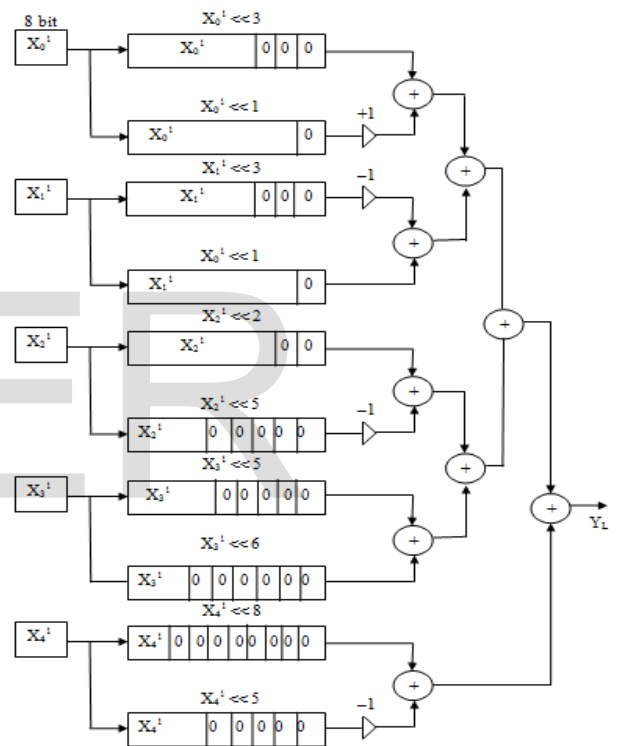 8 bit
X₀¹ <<3
X₀¹
X₀¹ 0 0 0
+
X₀¹ <<1
+1
X₀¹ 0
X₁¹ <<3
−1
+
X₁¹
X₁¹ 0 0 0
+
X₀¹ <<1
X₁¹ 0
X₂¹ <<2
+
X₂¹
X₂¹ 0 0
+
X₂¹ <<5
−1
X₂¹ 0 0 0 0 0
X₃¹ <<5
+
X₃¹
X₃¹ 0 0 0 0 0
+
Y_L
+
X₃¹ <<6
X₃¹ 0 0 0 0 0 0
X₄¹ <<8
X₄¹
X₄¹ 0 0 0 0 0 0 0 0
+
X₄¹ <<5
−1
X₄¹ 0 0 0 0 0
ER